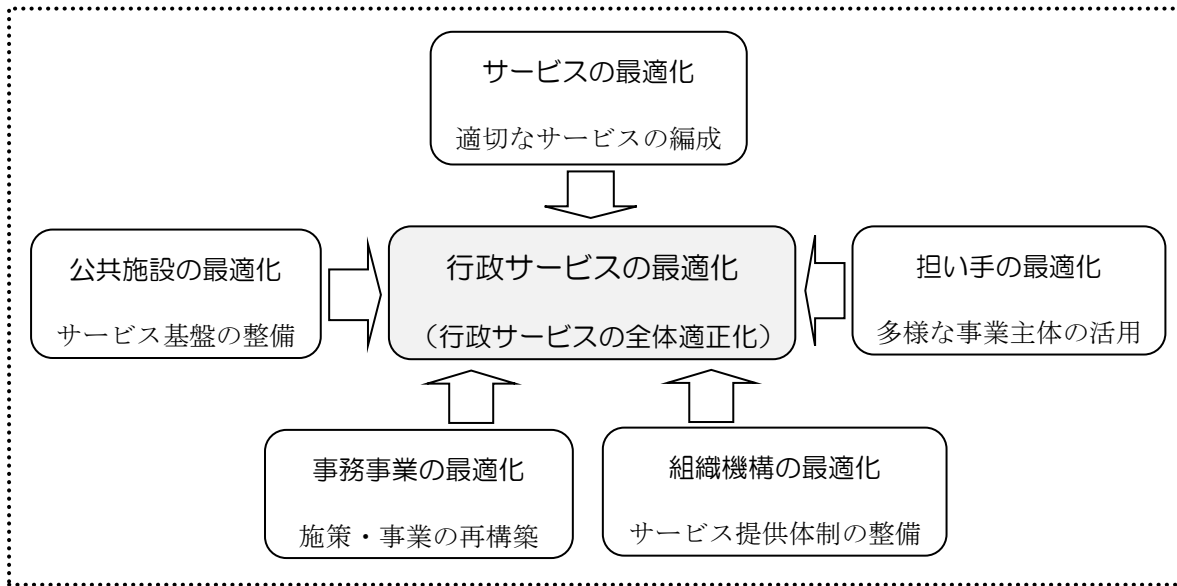 サービスの最適化
適切なサービスの編成
公共施設の最適化
サービス基盤の整備
行政サービスの最適化
(行政サービスの全体適正化)
担い手の最適化
多様な事業主体の活用
事務事業の最適化
施策・事業の再構築
組織機構の最適化
サービス提供体制の整備